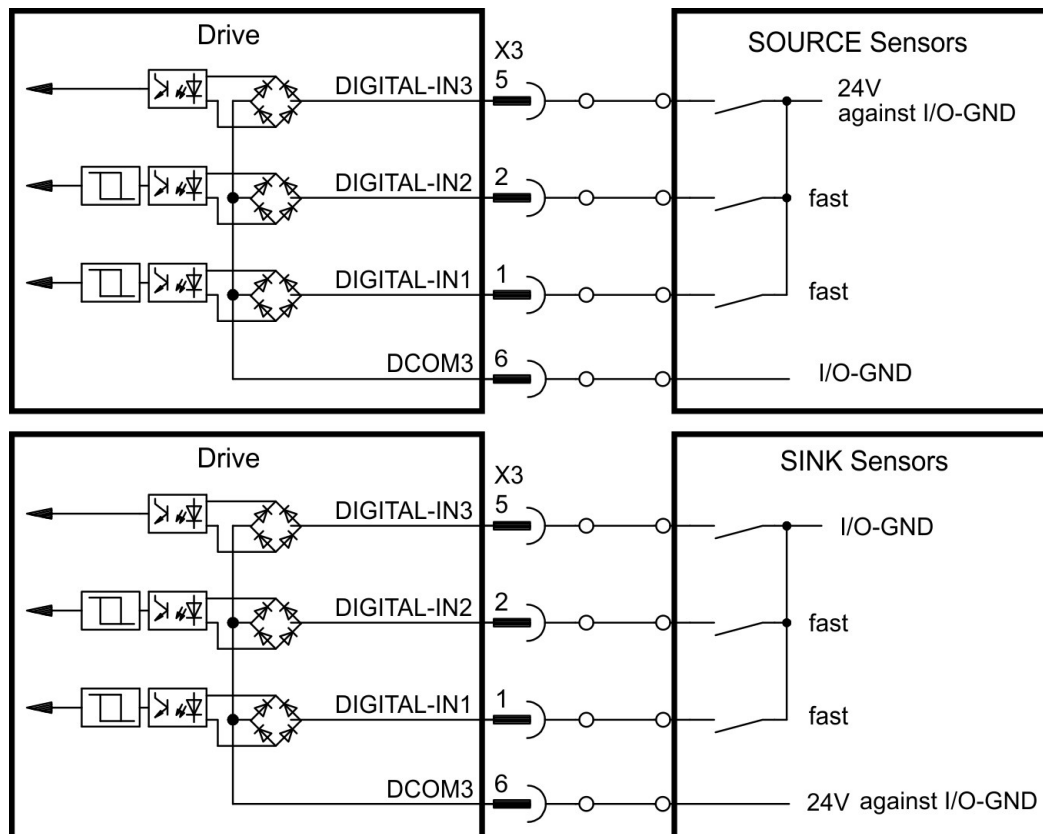 Drive
X3
SOURCE Sensors
DIGITAL-IN3
5
24V
against I/O-GND
DIGITAL-IN2
2
fast
DIGITAL-IN1
1
fast
DCOM3
6
I/O-GND
Drive
X3
SINK Sensors
DIGITAL-IN3
5
I/O-GND
DIGITAL-IN2
2
fast
DIGITAL-IN1
1
fast
DCOM3
6
24V against I/O-GND